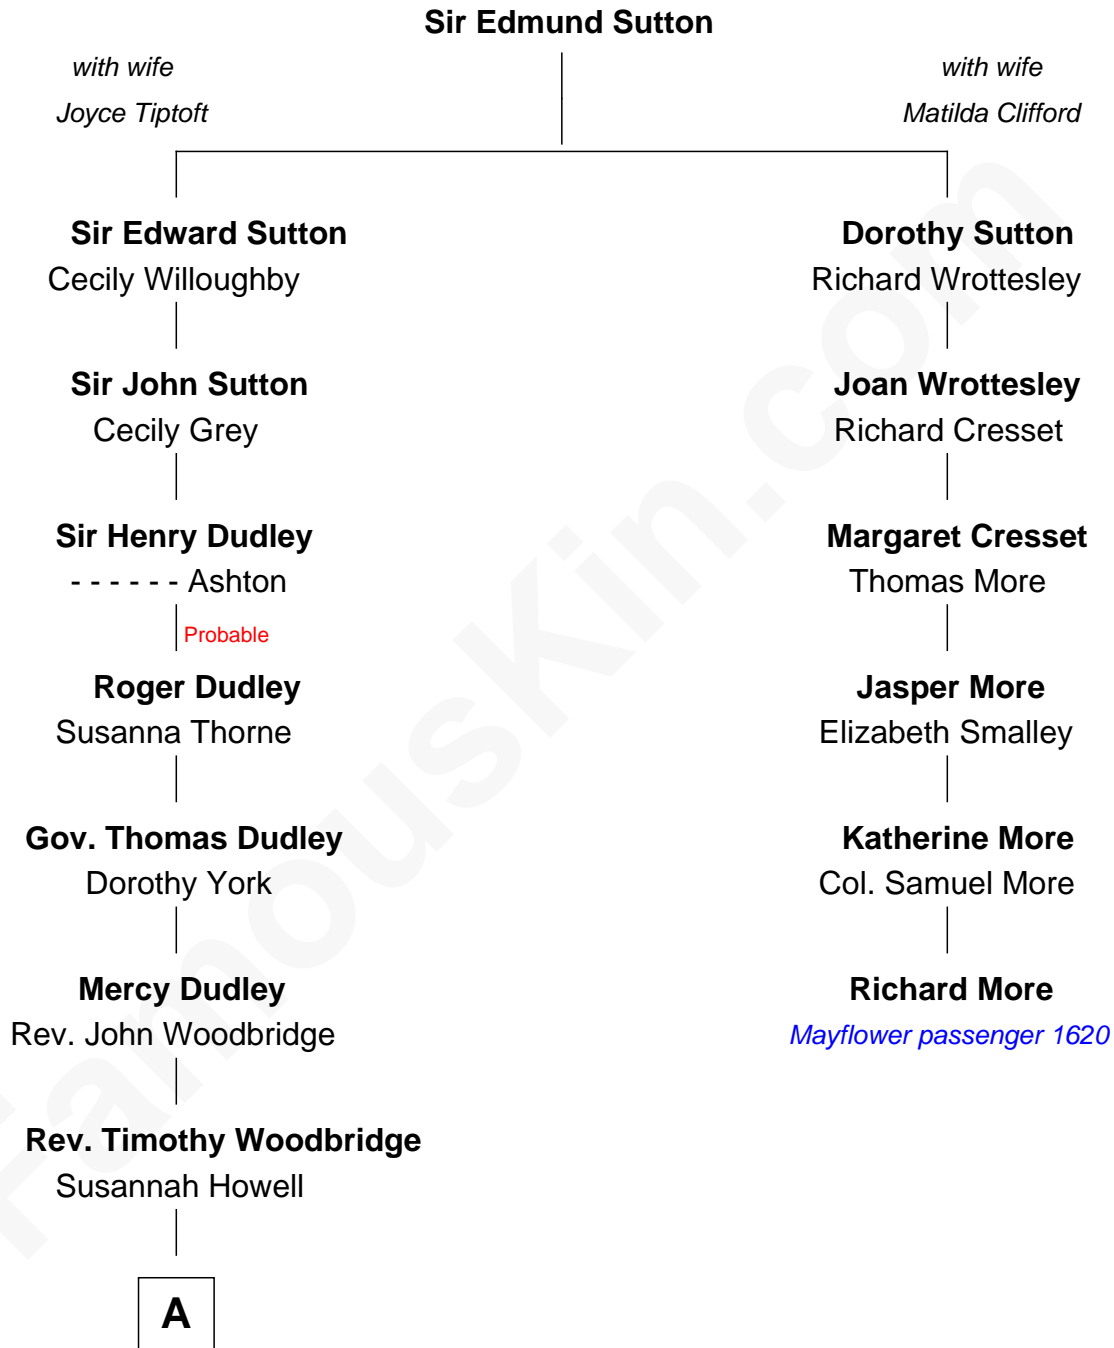 Sir Edmund Sutton
with wife
Joyce Tiptoft
with wife
Matilda Clifford
Sir Edward Sutton
Cecily Willoughby
Dorothy Sutton
Richard Wrottesley
Sir John Sutton
Cecily Grey
Joan Wrottesley
Richard Cresset
Sir Henry Dudley
- - - - - - Ashton
Margaret Cresset
Thomas More
Probable
Roger Dudley
Susanna Thorne
Jasper More
Elizabeth Smalley
Gov. Thomas Dudley
Dorothy York
Katherine More
Col. Samuel More
Mercy Dudley
Rev. John Woodbridge
Richard More
Mayflower passenger 1620
Rev. Timothy Woodbridge
Susannah Howell
A
FamousKin.com